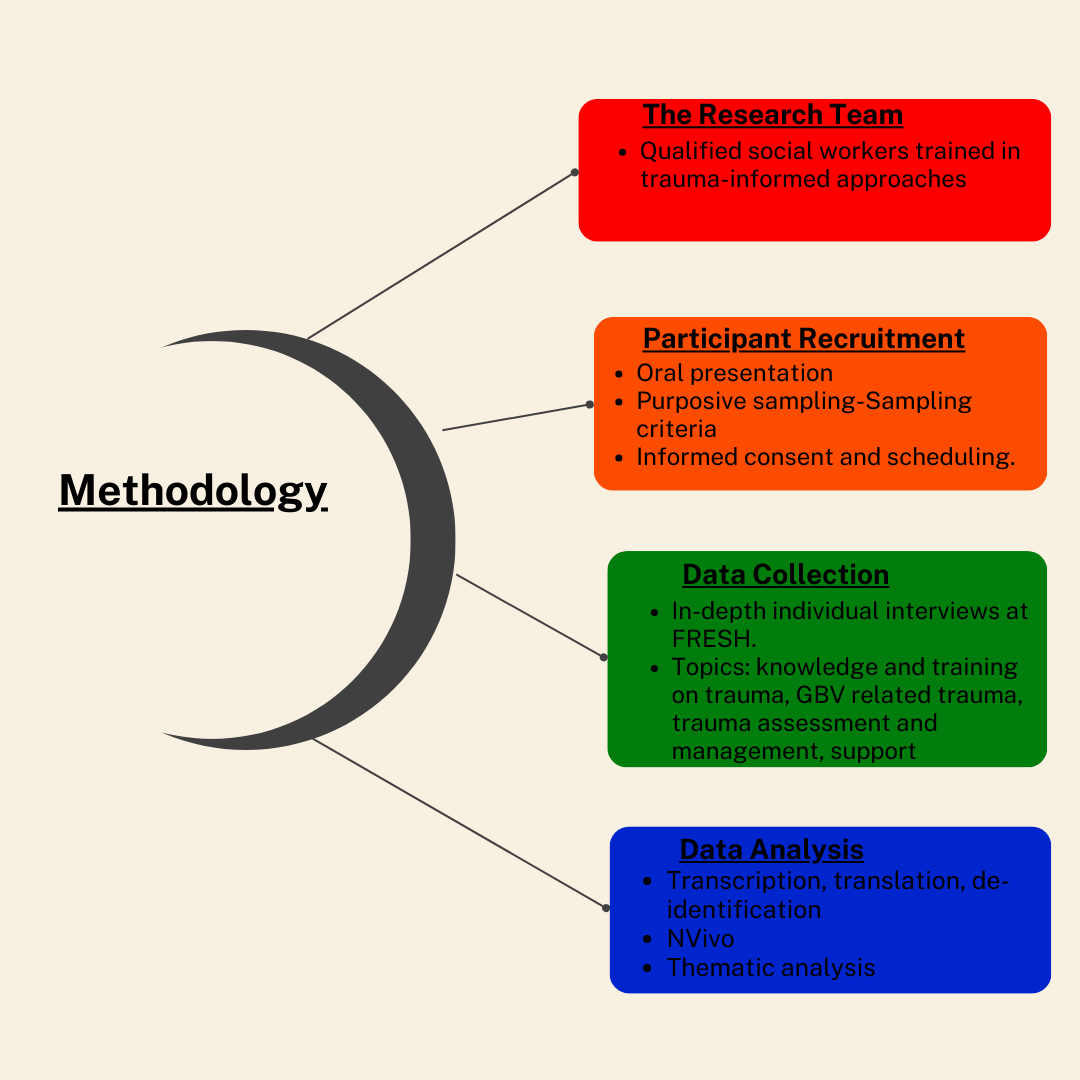 The Research Team
• Qualified social workers trained in
trauma-informed approaches
Participant Recruitment
• Oral presentation
• Purposive sampling-Sampling
criteria
• Informed consent and scheduling.
Methodology
Data Collection
• In-depth individual interviews at
FRESH.
• Topics: knowledge and training
on trauma, GBV related trauma,
trauma assessment and
management, support
Data Analysis
• Transcription, translation, de-
identification
• NVivo
• Thematic analysis